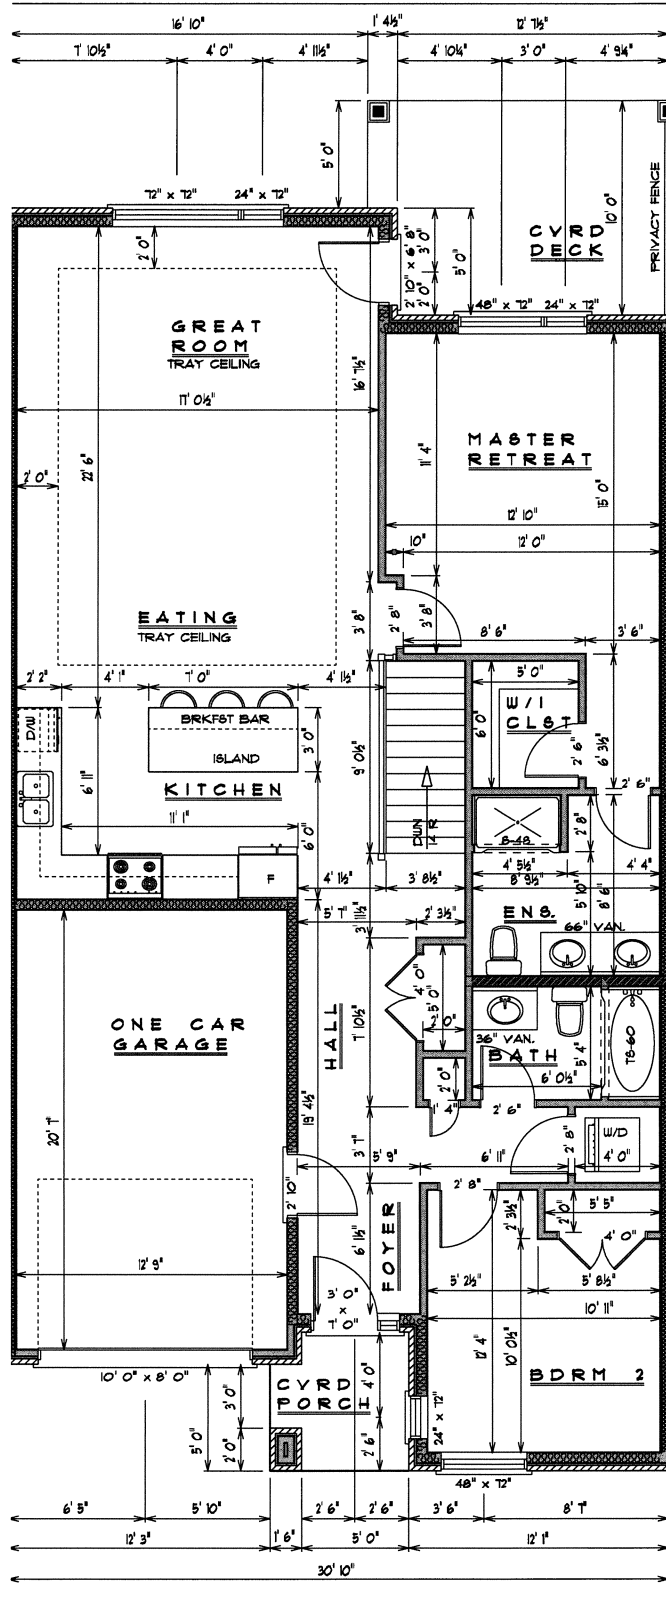 16' 10"
1' 4½"
12' 7½"
7' 10½"
4' 0"
4' 11½"
4' 10¼"
3' 0"
4' 9¼"
5' 0"
10' 0"
PRIVACY FENCE
72" x 72"
24" x 72"
CVRD
DECK
2' 0"
2' 10" x 6' 8"
3' 0"
2' 0"
5' 0"
48" x 72"
24" x 72"
GREAT
ROOM
TRAY CEILING
16' 7½"
17' 0½"
22' 6"
2' 0"
11' 4"
MASTER
RETREAT
15' 0"
12' 10"
10"
12' 0"
EATING
TRAY CEILING
3' 8"
2' 8"
3' 8"
8' 6"
3' 6"
2' 2"
4' 1"
7' 0"
4' 11½"
5' 0"
W/I
CLST
6' 0"
2' 6"
6' 3½"
D/W
BRKFST BAR
ISLAND
3' 0"
9' 0½"
KITCHEN
6' 11"
11' 1"
6' 0"
DWN
14 R
2' 6"
B-48
2' 8"
F
4' 11½"
3' 8½"
4' 5½"
4' 4"
8' 9½"
5' 10"
8' 6"
5' 7"
2' 3½"
3' 11½"
ENS.
66" VAN.
ONE CAR
GARAGE
HALL
4' 0"
5' 0"
2' 0"
7' 10½"
36" VAN.
BATH
5' 4"
TS-60
6' 0½"
2' 0"
1' 4"
2' 6"
19' 4½"
20' 7"
3' 7"
5' 9"
6' 11"
2' 8"
W/D
4' 0"
2' 10"
2' 8"
6' 11½"
FOYER
2' 3½"
2' 0"
5' 5"
4' 0"
12' 9"
3' 0"
x
7' 0"
5' 2½"
5' 8½"
10' 11"
12' 4"
10' 0½"
10' 0" x 8' 0"
CVRD
PORCH
4' 0"
BDRM 2
3' 0"
5' 0"
2' 0"
2' 6"
24" x 72"
48" x 72"
6' 5"
5' 10"
2' 6"
2' 6"
3' 6"
8' 7"
12' 3"
1' 6"
5' 0"
12' 1"
30' 10"